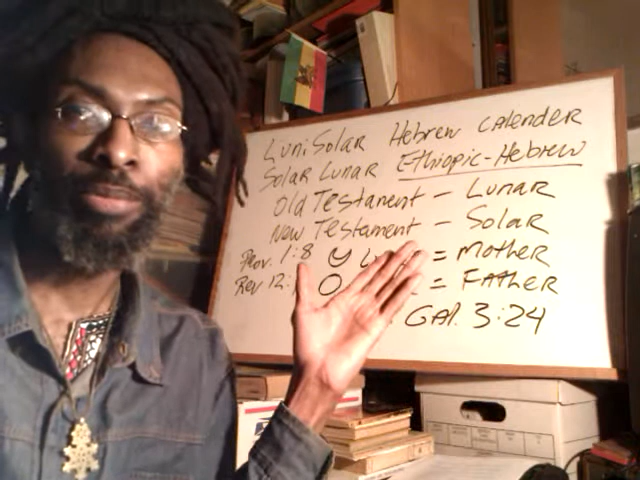 LuniSolar Hebrew Calender
Solar Lunar Ethiopic-Hebrew
Old Testament - Lunar
New Testament - Solar
Prov. 1:8 = Mother
Rev 12: = Father
Gal. 3:24